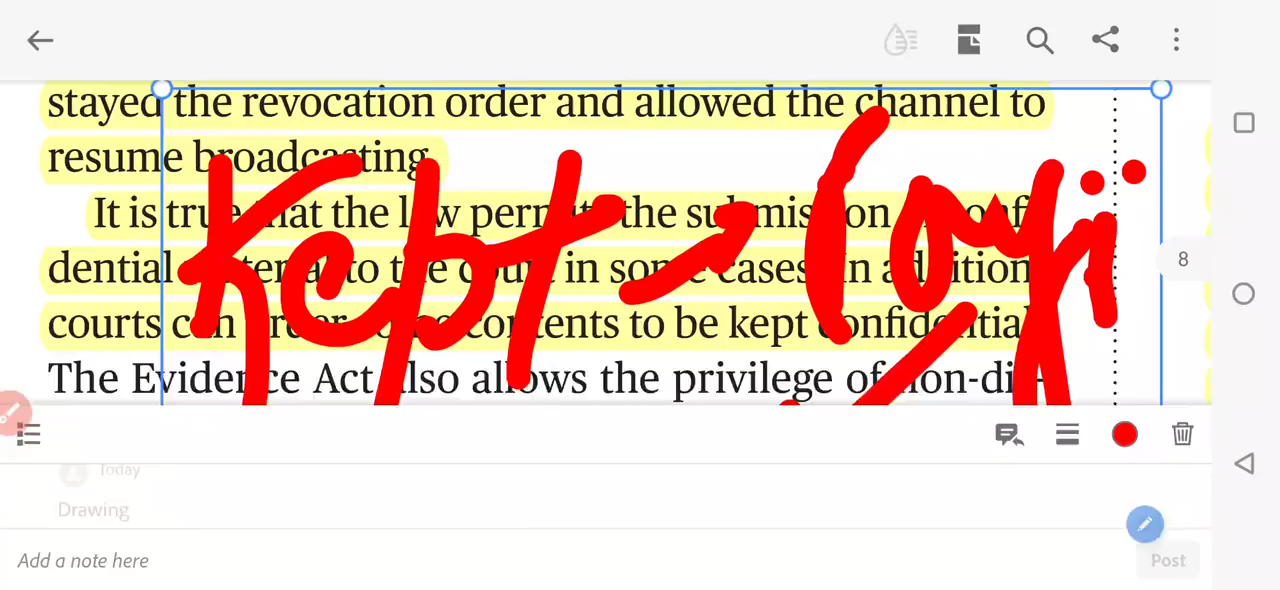 stayed the revocation order and allowed the channel to
resume broadcasting.
It is true that the law permits the submission of confi-
dential material to the court in some cases. In addition,
courts can order some contents to be kept confidential.
The Evidence Act also allows the privilege of non-dis-
Kept →
8
Today
Drawing
Add a note here
Post